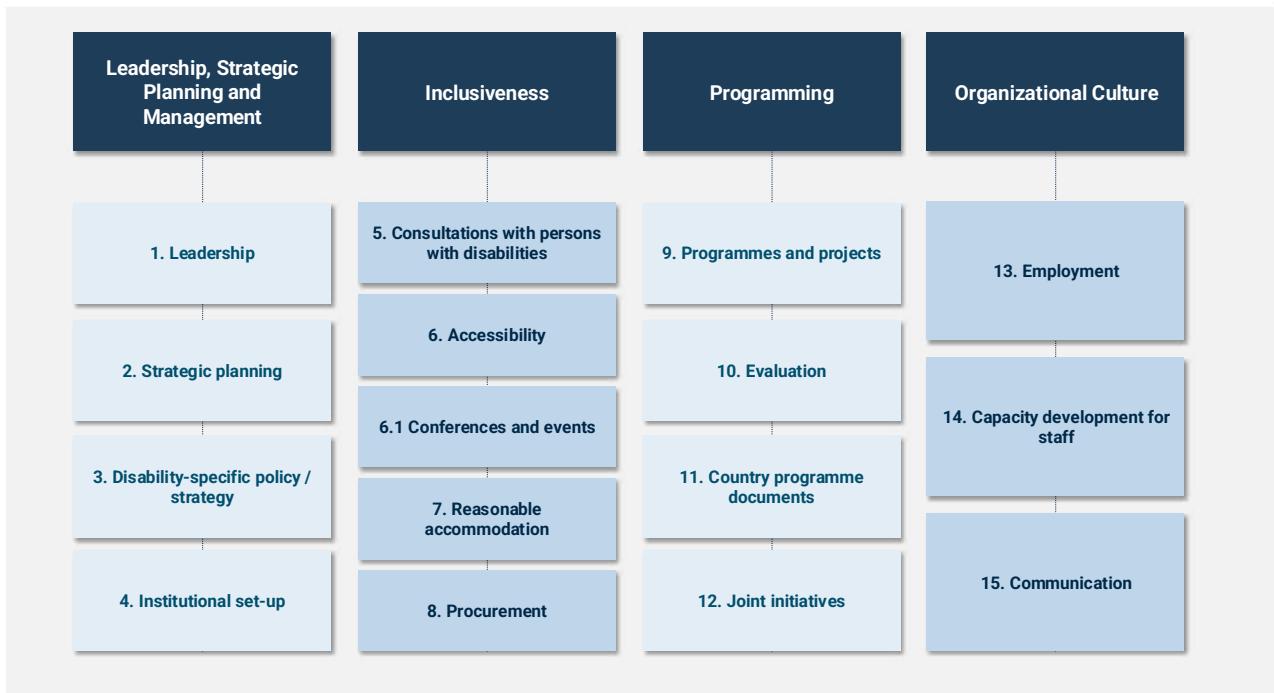 Leadership, Strategic
Planning and
Management
1. Leadership
2. Strategic planning
3. Disability-specific policy /
strategy
4. Institutional set-up
Inclusiveness
5. Consultations with persons
with disabilities
6. Accessibility
6.1 Conferences and events
7. Reasonable
accommodation
8. Procurement
Programming
9. Programmes and projects
10. Evaluation
11. Country programme
documents
12. Joint initiatives
Organizational Culture
13. Employment
14. Capacity development for
staff
15. Communication